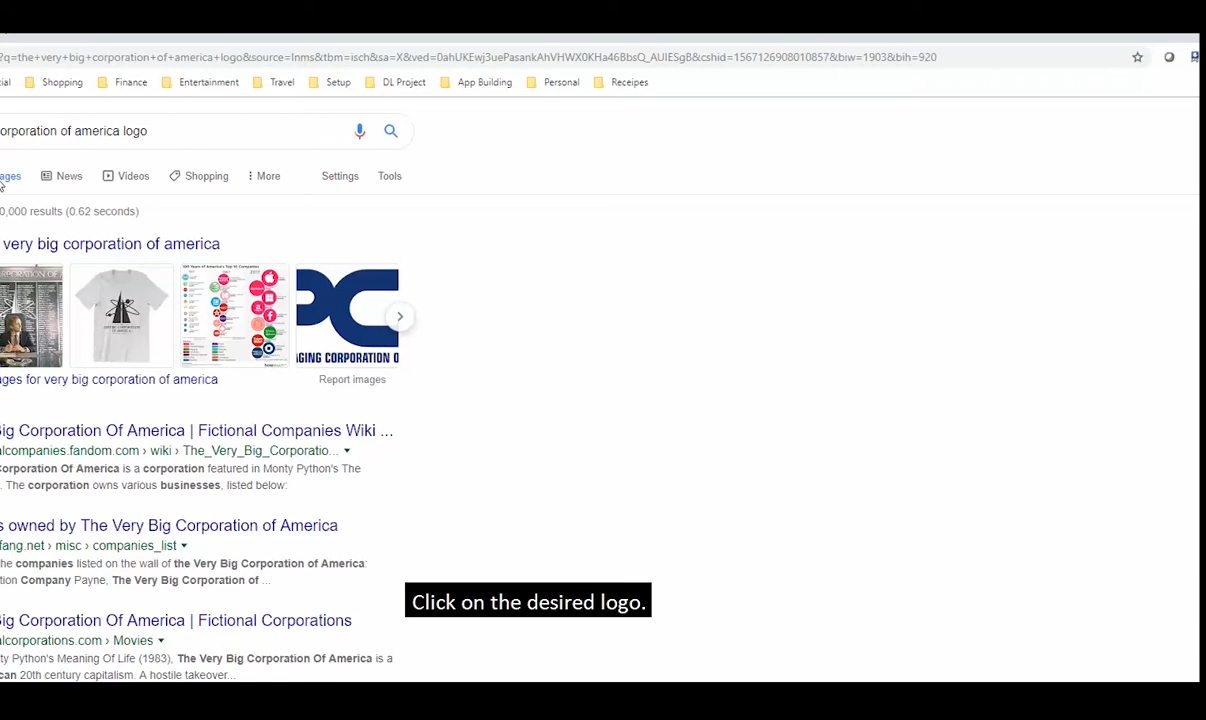 ?q=the+very+big+corporation+of+america+logo&source=lnms&tbm=isch&sa=X&ved=0ahUKEwj3uePasankAhVHWX0KHa46BbsQ_AUIESgB&cshid=1567126908010857&biw=1903&bih=920
ial Shopping Finance Entertainment Travel Setup DL Project App Building Personal Receipes
orporation of america logo
ages News Videos Shopping More Settings Tools
0,000 results (0.62 seconds)
very big corporation of america
CORPORATION OF
AGING CORPORATION O
ages for very big corporation of america Report images
ig Corporation Of America | Fictional Companies Wiki ...
alcompanies.fandom.com › wiki › The_Very_Big_Corporatio...
Corporation Of America is a corporation featured in Monty Python's The
. The corporation owns various businesses, listed below:
s owned by The Very Big Corporation of America
fang.net › misc › companies_list
he companies listed on the wall of the Very Big Corporation of America:
tion Company Payne, The Very Big Corporation of ...
Click on the desired logo.
Big Corporation Of America | Fictional Corporations
alcorporations.com › Movies
ty Python's Meaning Of Life (1983), The Very Big Corporation Of America is a
can 20th century capitalism. A hostile takeover...